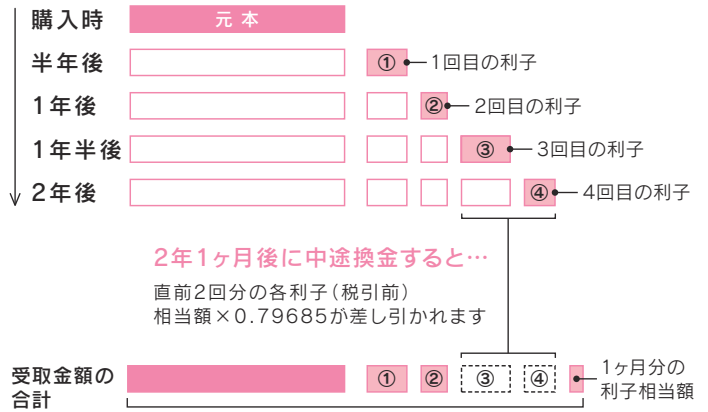 購入時
元本
半年後
①
1回目の利子
1年後
②
2回目の利子
1年半後
③
3回目の利子
2年後
④
4回目の利子
2年1ヶ月後に中途換金すると…
直前2回分の各利子(税引前)
相当額×0.79685が差し引かれます
受取金額の
合計
①
②
③
④
1ヶ月分の
利子相当額